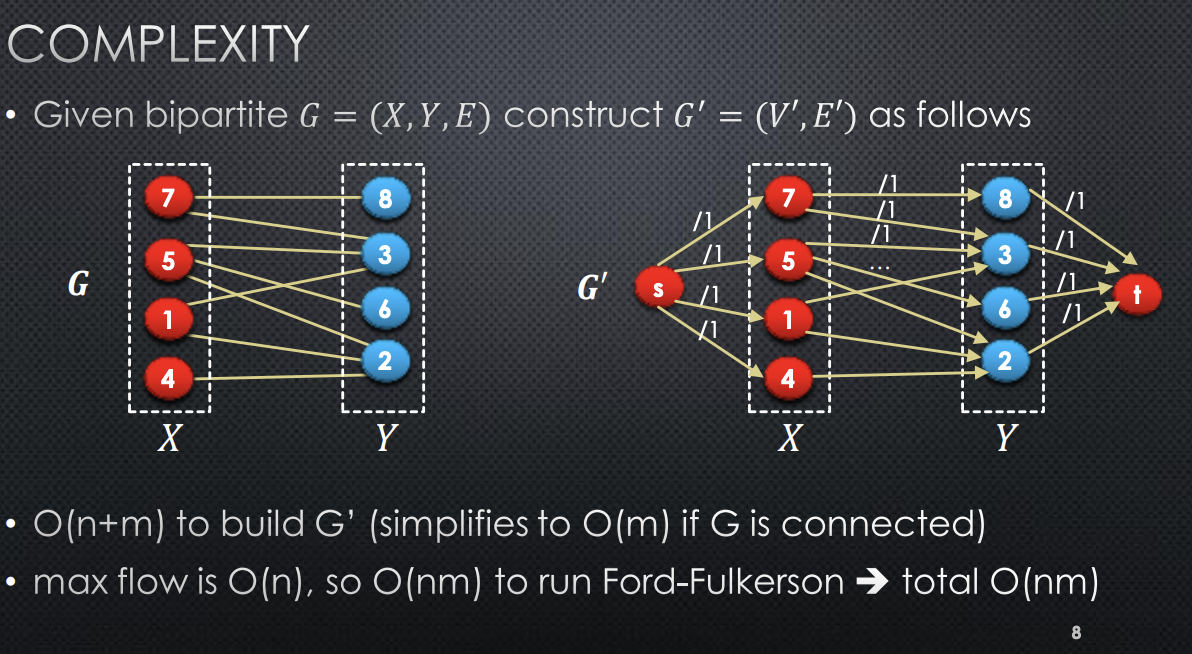 COMPLEXITY
• Given bipartite G = (X, Y, E) construct G′ = (V′, E′) as follows
G
7
5
1
4
8
3
6
2
X
Y
G′
s
/1
/1
/1
/1
7
5
1
4
/1
/1
/1
...
8
3
6
2
/1
/1
/1
/1
t
X
Y
• O(n+m) to build G’ (simplifies to O(m) if G is connected)
• max flow is O(n), so O(nm) to run Ford-Fulkerson ➔ total O(nm)
8